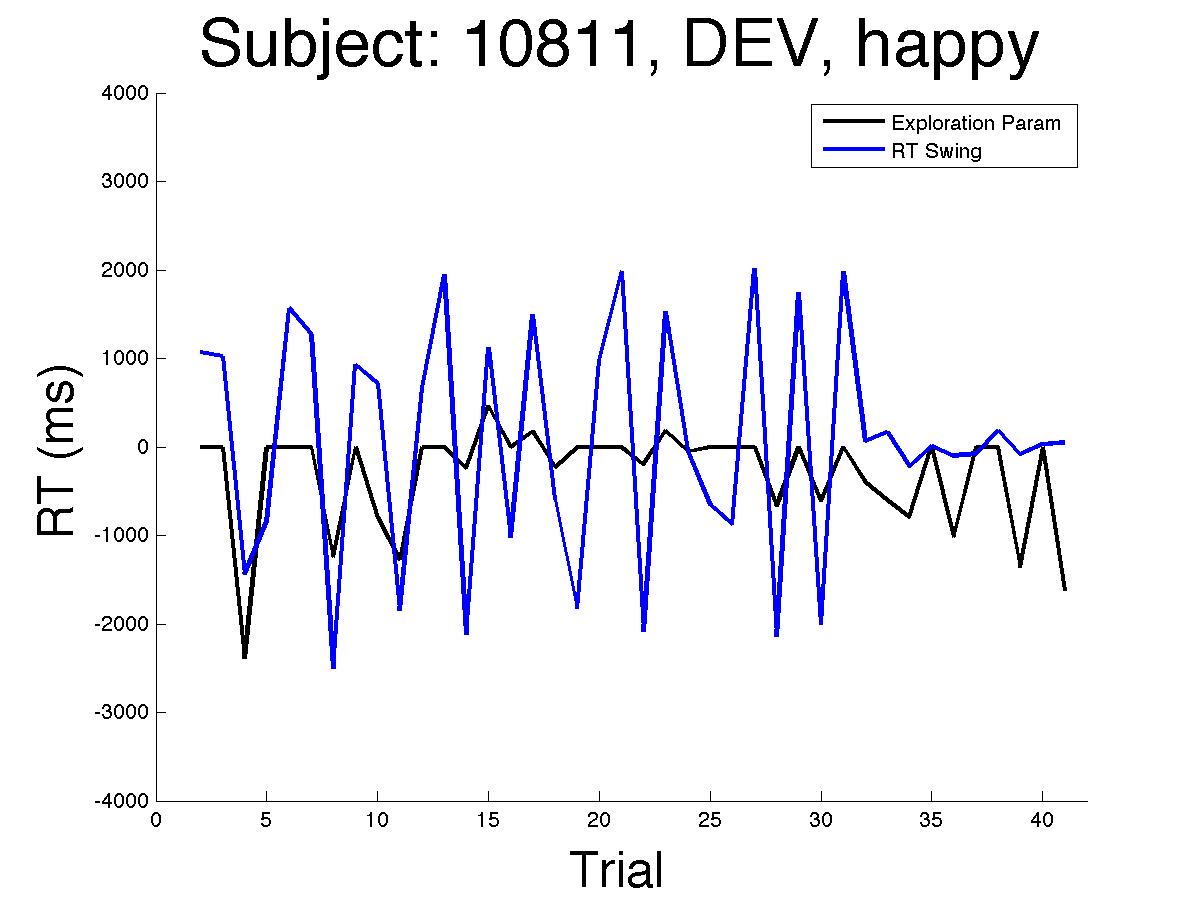 Subject: 10811, DEV, happy
Exploration Param
RT Swing
4000
3000
2000
1000
0
-1000
-2000
-3000
-4000
RT (ms)
0 5 10 15 20 25 30 35 40
Trial